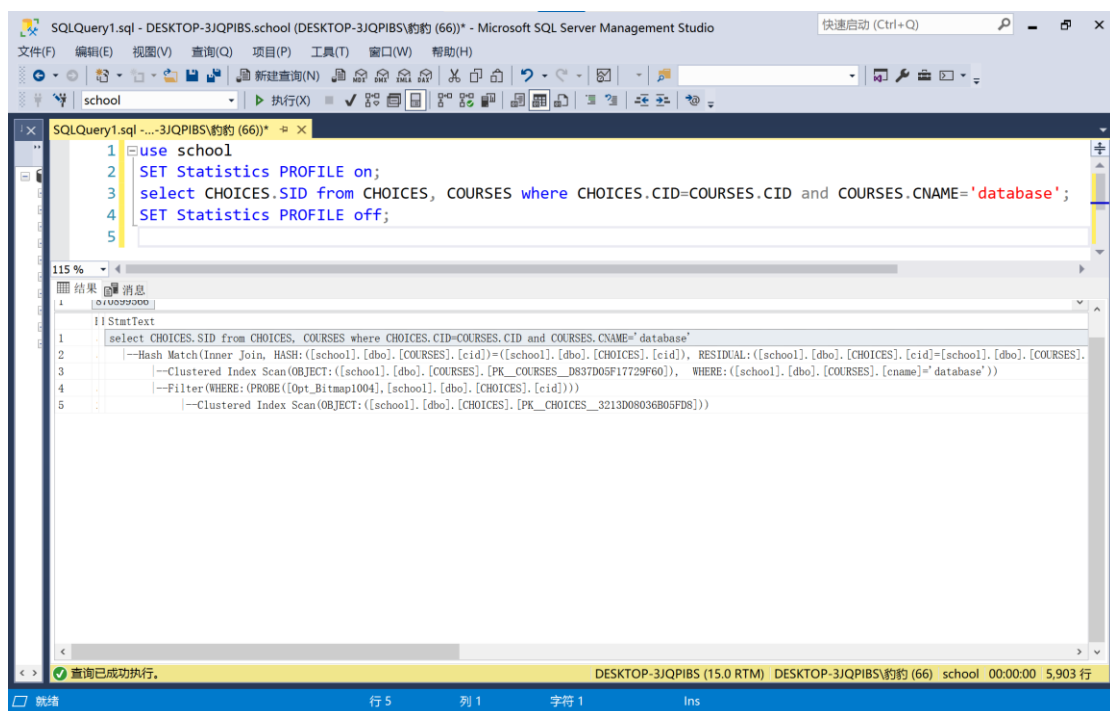 SQLQuery1.sql - DESKTOP-3JQPIBS.school (DESKTOP-3JQPIBS\豹豹 (66))* - Microsoft SQL Server Management Studio
快速启动 (Ctrl+Q)
文件(F) 编辑(E) 视图(V) 查询(Q) 项目(P) 工具(T) 窗口(W) 帮助(H)
新建查询(N) MDX DMX XMLA DAX
school 执行(X)
SQLQuery1.sql -...-3JQPIBS\豹豹 (66))*
1 use school
2 SET Statistics PROFILE on;
3 select CHOICES.SID from CHOICES, COURSES where CHOICES.CID=COURSES.CID and COURSES.CNAME='database';
4 SET Statistics PROFILE off;
5
115 %
结果 消息
1 870899566
StmtText
1 select CHOICES.SID from CHOICES, COURSES where CHOICES.CID=COURSES.CID and COURSES.CNAME='database'
2 |--Hash Match(Inner Join, HASH:([school].[dbo].[COURSES].[cid])=([school].[dbo].[CHOICES].[cid]), RESIDUAL:([school].[dbo].[CHOICES].[cid]=[school].[dbo].[COURSES].
3 |--Clustered Index Scan(OBJECT:([school].[dbo].[COURSES].[PK__COURSES__D837D05F17729F60]), WHERE:([school].[dbo].[COURSES].[cname]='database'))
4 |--Filter(WHERE:(PROBE([Opt_Bitmap1004],[school].[dbo].[CHOICES].[cid])))
5 |--Clustered Index Scan(OBJECT:([school].[dbo].[CHOICES].[PK__CHOICES__3213D08036B05FD8]))
查询已成功执行。 DESKTOP-3JQPIBS (15.0 RTM) DESKTOP-3JQPIBS\豹豹 (66) school 00:00:00 5,903 行
就绪 行 5 列 1 字符 1 Ins